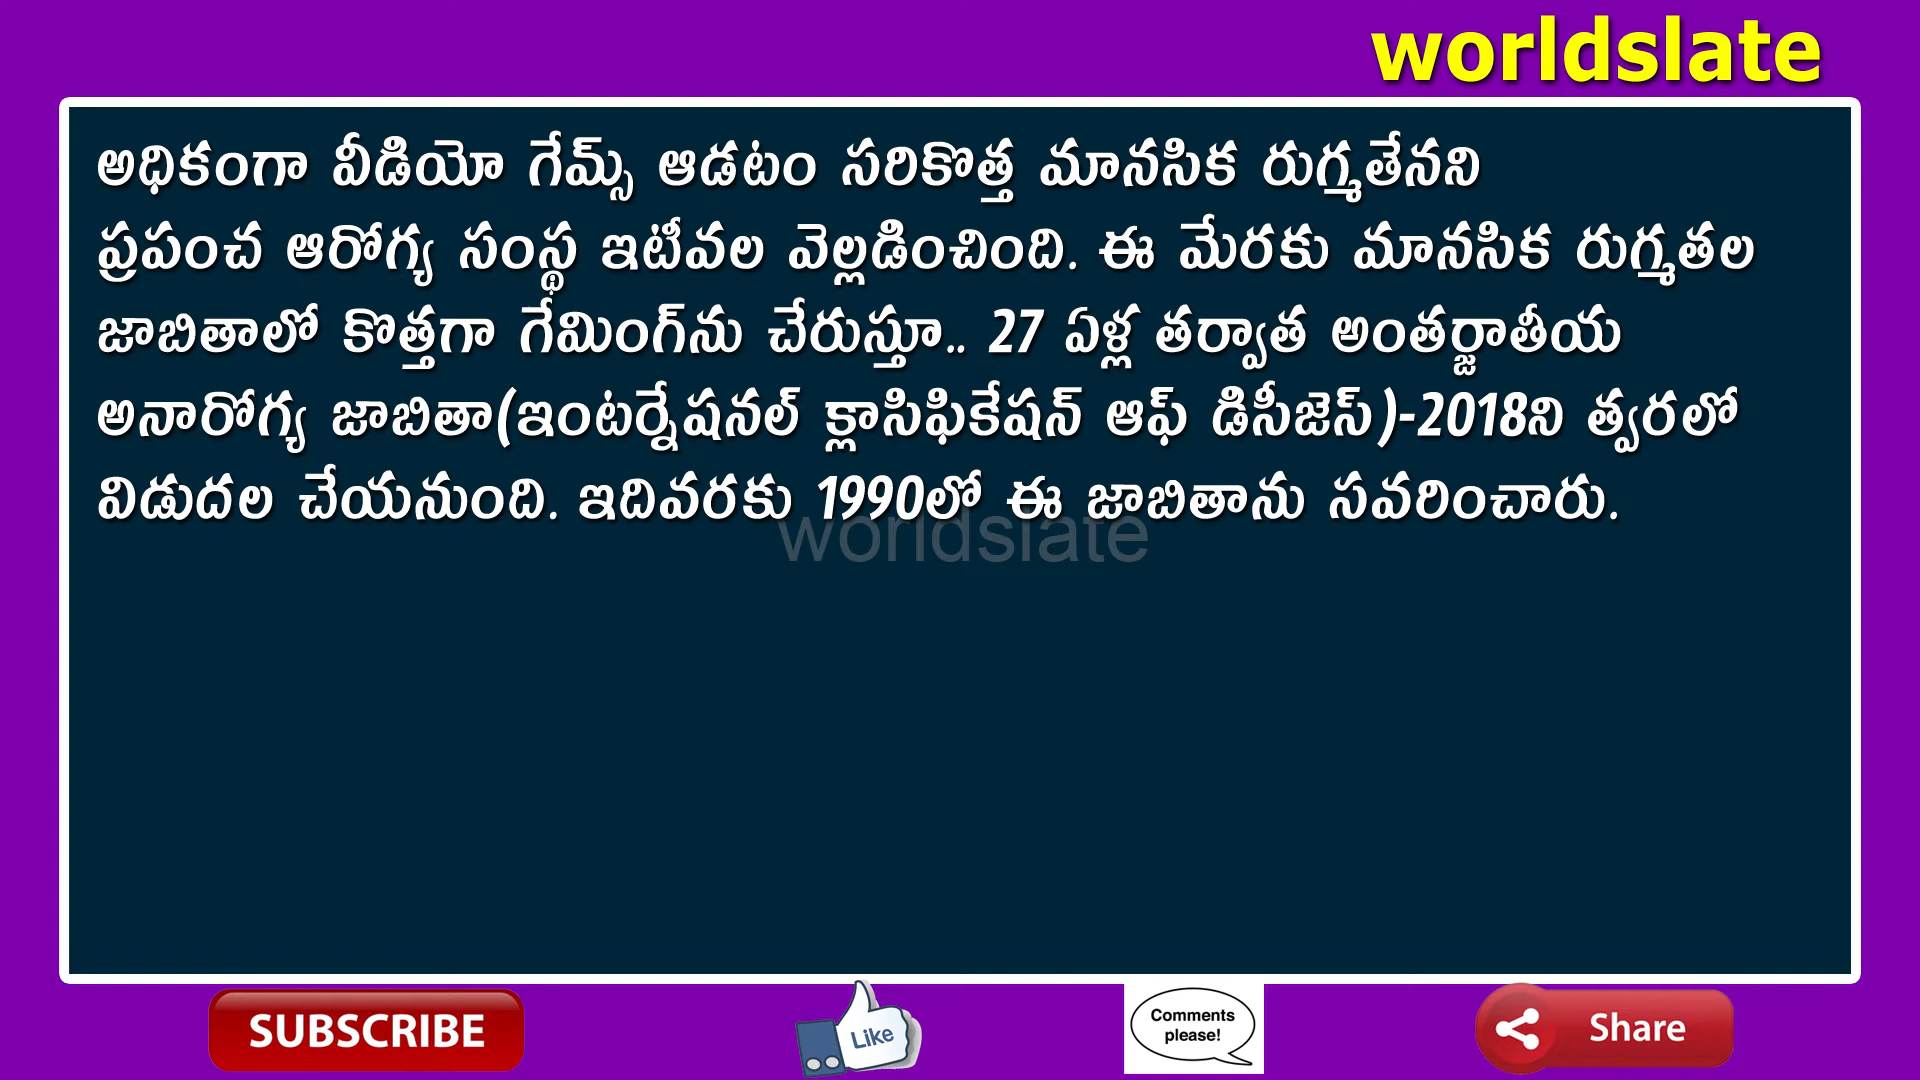 worldslate
అధికంగా వీడియో గేమ్స్ ఆడటం సరికొత్త మానసిక రుగ్మతేనని
ప్రపంచ ఆరోగ్య సంస్థ ఇటీవల వెల్లడించింది. ఈ మేరకు మానసిక రుగ్మతల
జాబితాలో కొత్తగా గేమింగ్‌ను చేరుస్తూ.. 27 ఏళ్ల తర్వాత అంతర్జాతీయ
అనారోగ్య జాబితా(ఇంటర్నేషనల్ క్లాసిఫికేషన్ ఆఫ్ డిసీజెస్)-2018ని త్వరలో
విడుదల చేయనుంది. ఇదివరకు 1990లో ఈ జాబితాను సవరించారు.
worldslate
SUBSCRIBE
Like
Comments
please!
Share